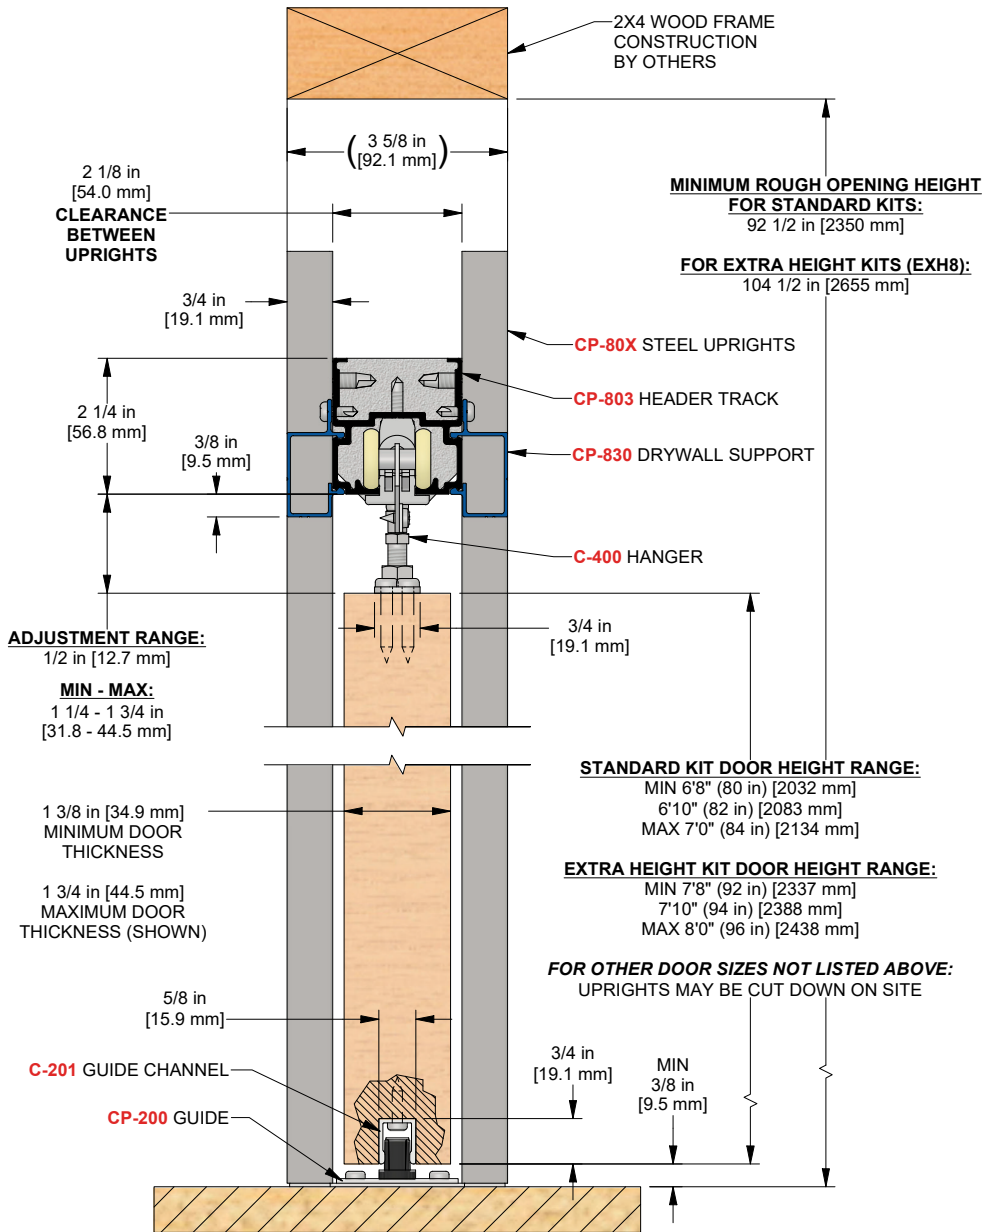 2X4 WOOD FRAME
CONSTRUCTION
BY OTHERS
3 5/8 in
[92.1 mm]
2 1/8 in
[54.0 mm]
CLEARANCE
BETWEEN
UPRIGHTS
MINIMUM ROUGH OPENING HEIGHT
FOR STANDARD KITS:
92 1/2 in [2350 mm]
FOR EXTRA HEIGHT KITS (EXH8):
104 1/2 in [2655 mm]
3/4 in
[19.1 mm]
CP-80X STEEL UPRIGHTS
CP-803 HEADER TRACK
2 1/4 in
[56.8 mm]
3/8 in
[9.5 mm]
CP-830 DRYWALL SUPPORT
C-400 HANGER
ADJUSTMENT RANGE:
1/2 in [12.7 mm]
MIN - MAX:
1 1/4 - 1 3/4 in
[31.8 - 44.5 mm]
3/4 in
[19.1 mm]
STANDARD KIT DOOR HEIGHT RANGE:
MIN 6'8" (80 in) [2032 mm]
6'10" (82 in) [2083 mm]
MAX 7'0" (84 in) [2134 mm]
1 3/8 in [34.9 mm]
MINIMUM DOOR
THICKNESS
1 3/4 in [44.5 mm]
MAXIMUM DOOR
THICKNESS (SHOWN)
EXTRA HEIGHT KIT DOOR HEIGHT RANGE:
MIN 7'8" (92 in) [2337 mm]
7'10" (94 in) [2388 mm]
MAX 8'0" (96 in) [2438 mm]
FOR OTHER DOOR SIZES NOT LISTED ABOVE:
UPRIGHTS MAY BE CUT DOWN ON SITE
5/8 in
[15.9 mm]
3/4 in
[19.1 mm]
MIN
3/8 in
[9.5 mm]
C-201 GUIDE CHANNEL
CP-200 GUIDE